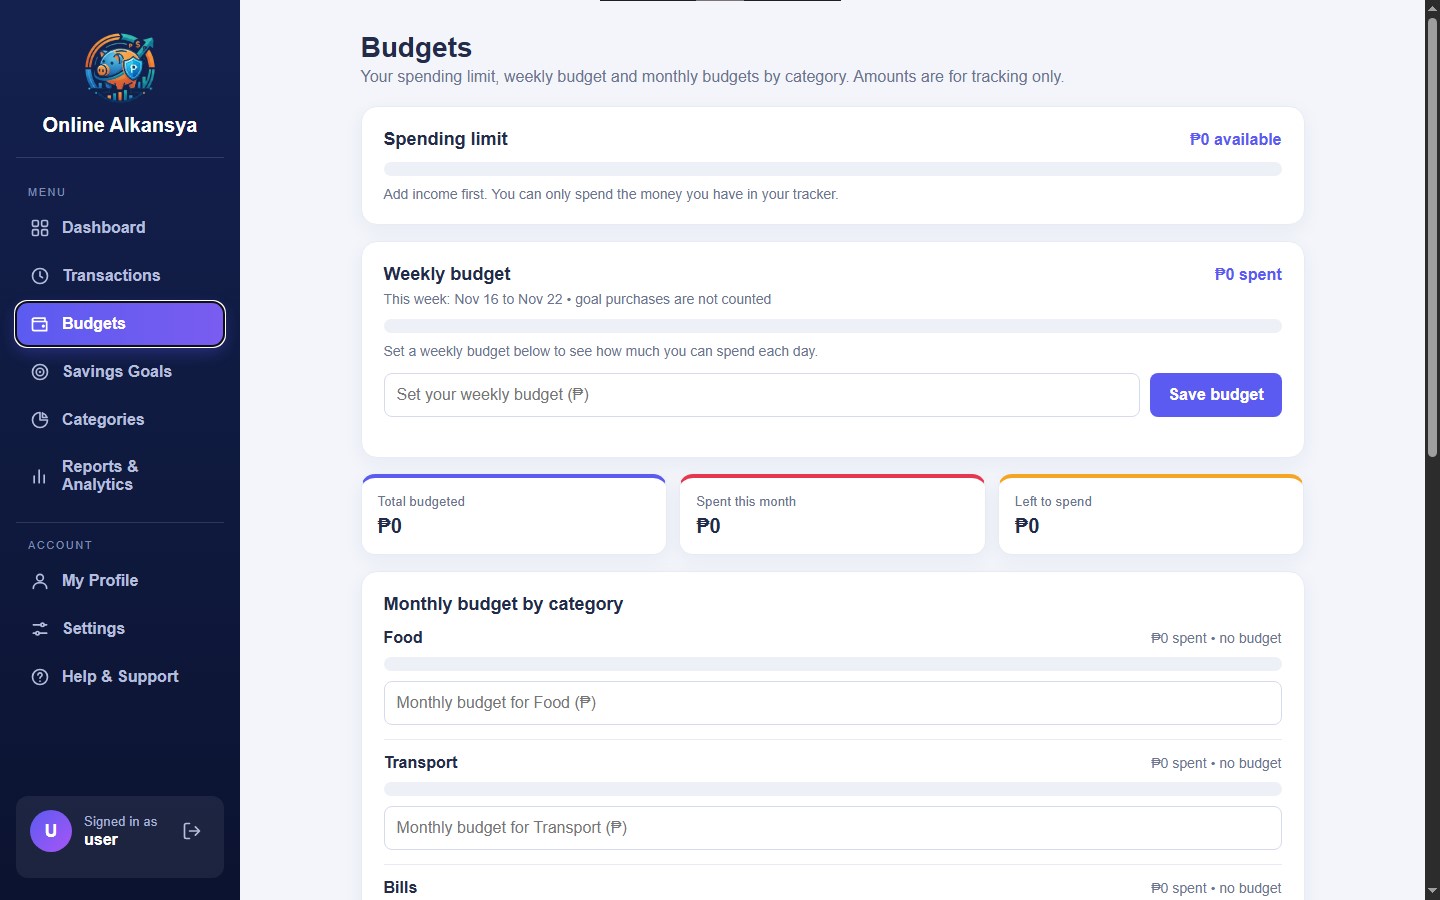 Online Alkansya
MENU
Dashboard
Transactions
Budgets
Savings Goals
Categories
Reports &
Analytics
ACCOUNT
My Profile
Settings
Help & Support
U
Signed in as
user
Budgets
Your spending limit, weekly budget and monthly budgets by category. Amounts are for tracking only.
Spending limit
₱0 available
Add income first. You can only spend the money you have in your tracker.
Weekly budget
₱0 spent
This week: Nov 16 to Nov 22 • goal purchases are not counted
Set a weekly budget below to see how much you can spend each day.
Set your weekly budget (₱)
Save budget
Total budgeted
₱0
Spent this month
₱0
Left to spend
₱0
Monthly budget by category
Food
₱0 spent • no budget
Monthly budget for Food (₱)
Transport
₱0 spent • no budget
Monthly budget for Transport (₱)
Bills
₱0 spent • no budget